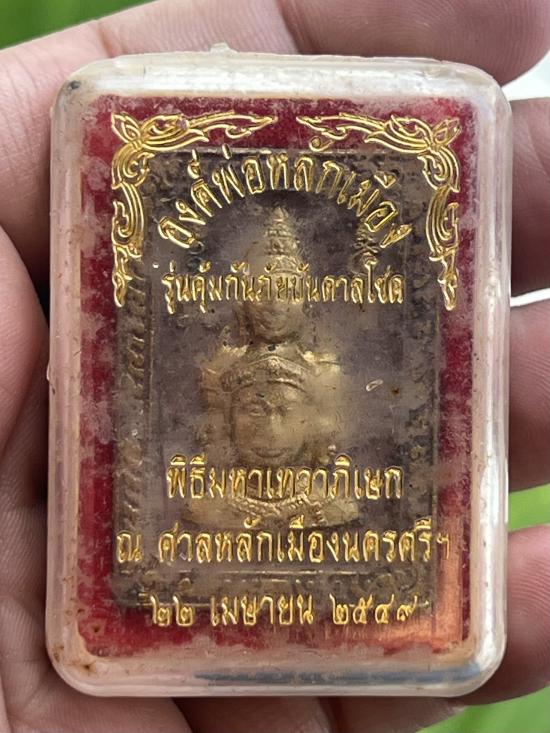 องค์พ่อหลักเมือง
รุ่นคุ้มกันภัยบันดาลโชค
พิธีมหาเทวาภิเษก
ณ ศาลหลักเมืองนครศรีฯ
๒๒ เมษายน ๒๕๔๙